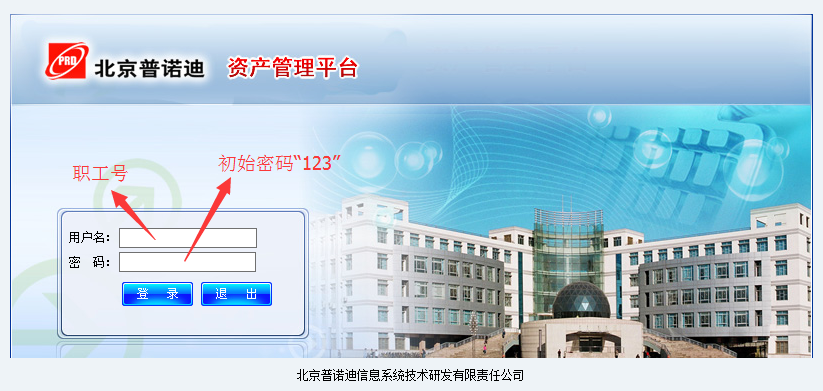 PRD 北京普诺迪 资产管理平台
职工号
初始密码“123”
用户名：
密 码：
登 录 退 出
北京普诺迪信息系统技术研发有限责任公司